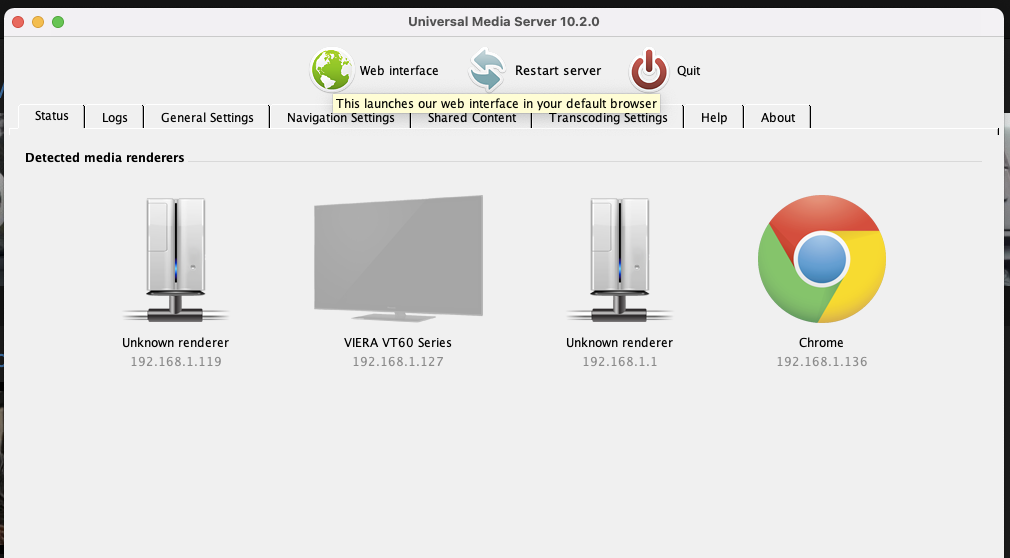 Universal Media Server 10.2.0
Web interface Restart server Quit
This launches our web interface in your default browser
Status Logs General Settings Navigation Settings Shared Content Transcoding Settings Help About
Detected media renderers
Unknown renderer VIERA VT60 Series Unknown renderer Chrome
192.168.1.119 192.168.1.127 192.168.1.1 192.168.1.136